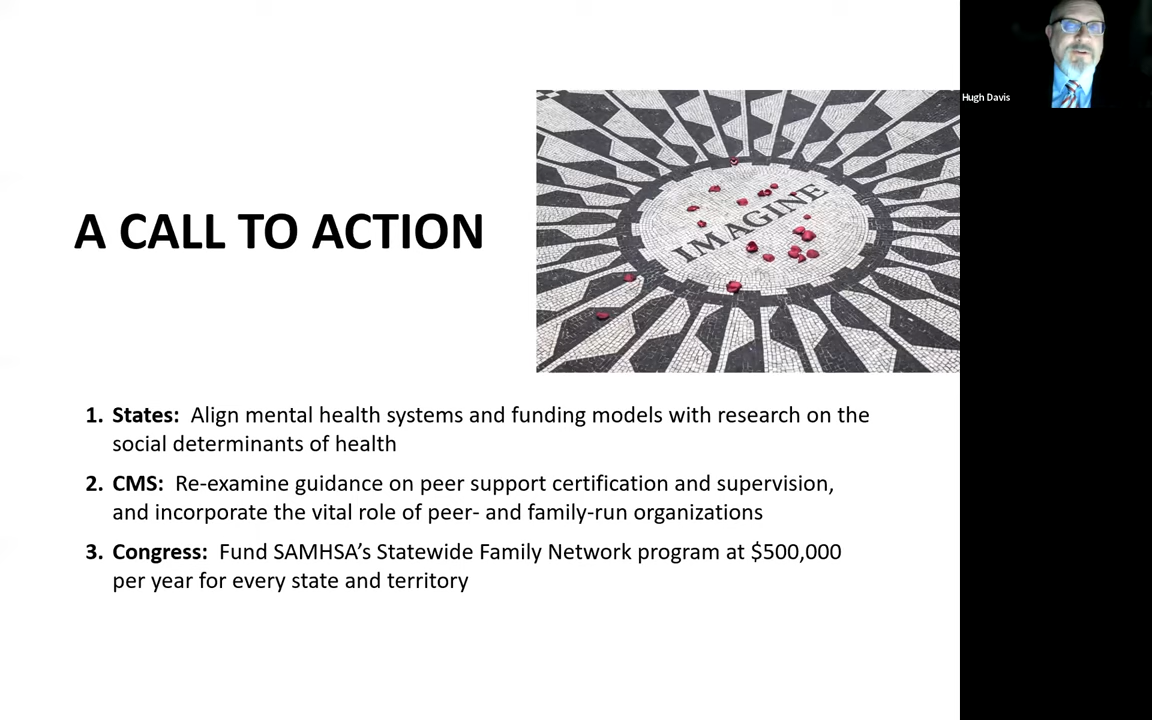 Hugh Davis
IMAGINE
A CALL TO ACTION
1. States: Align mental health systems and funding models with research on the
social determinants of health
2. CMS: Re-examine guidance on peer support certification and supervision,
and incorporate the vital role of peer- and family-run organizations
3. Congress: Fund SAMHSA’s Statewide Family Network program at $500,000
per year for every state and territory